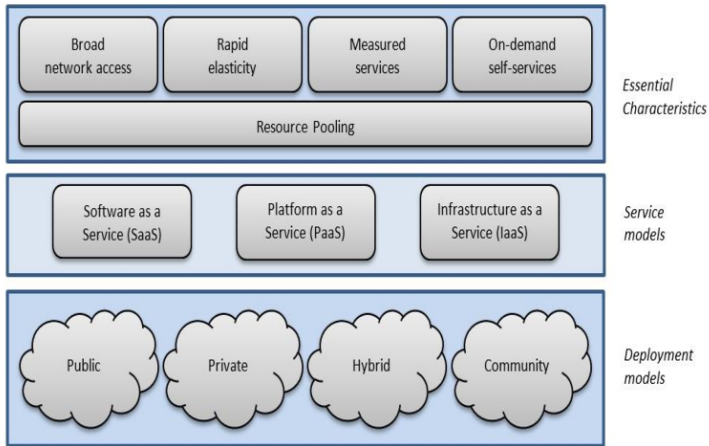 Broad
network access
Rapid
elasticity
Measured
services
On-demand
self-services
Resource Pooling
Essential
Characteristics
Software as a
Service (SaaS)
Platform as a
Service (PaaS)
Infrastructure as a
Service (IaaS)
Service
models
Public
Private
Hybrid
Community
Deployment
models